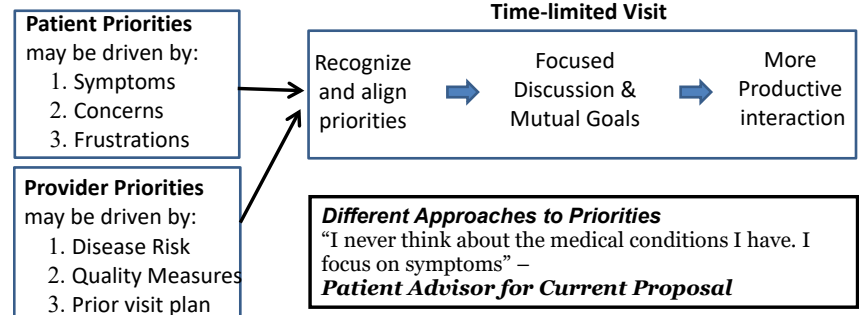 Patient Priorities
may be driven by:
1. Symptoms
2. Concerns
3. Frustrations
Provider Priorities
may be driven by:
1. Disease Risk
2. Quality Measures
3. Prior visit plan
Time-limited Visit
Recognize
and align
priorities
Focused
Discussion &
Mutual Goals
More
Productive
interaction
Different Approaches to Priorities
“I never think about the medical conditions I have. I
focus on symptoms” –
Patient Advisor for Current Proposal